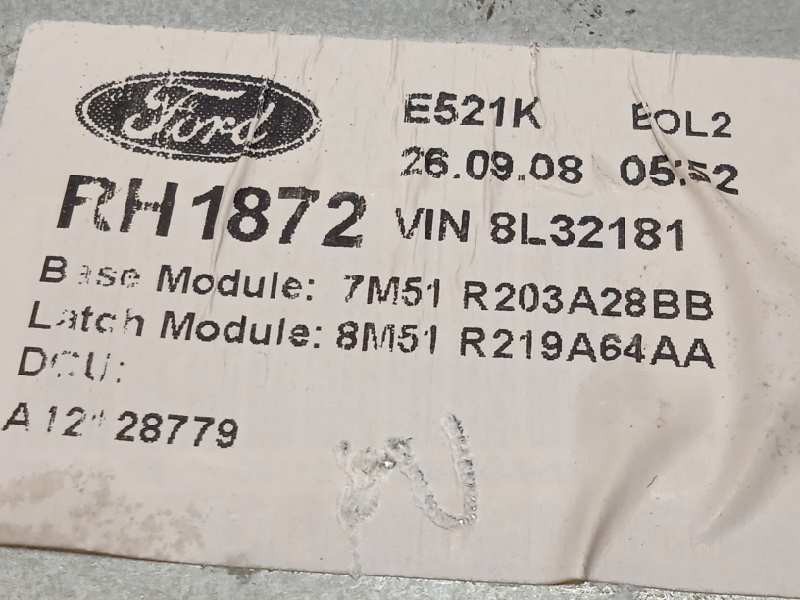 Ford
E521K EOL2
26.09.08 05:52
RH1872 VIN 8L32181
Base Module: 7M51 R203A28BB
Latch Module: 8M51 R219A64AA
DCU: